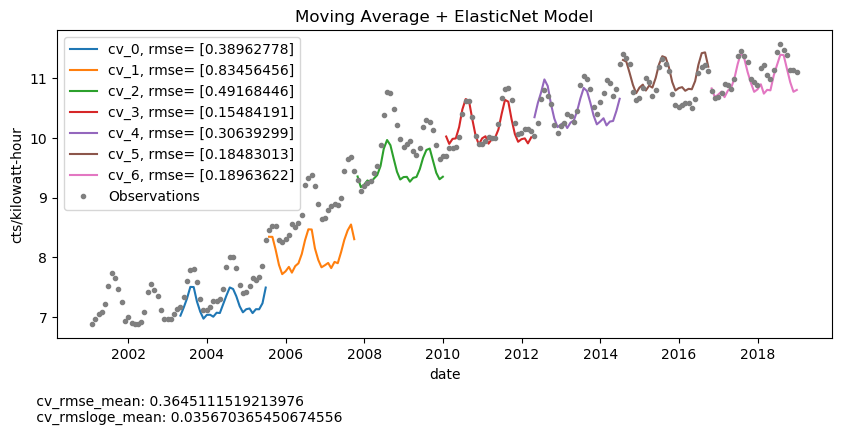 Moving Average + ElasticNet Model
cts/kilowatt-hour
11
10
9
8
7
cv_0, rmse= [0.38962778]
cv_1, rmse= [0.83456456]
cv_2, rmse= [0.49168446]
cv_3, rmse= [0.15484191]
cv_4, rmse= [0.30639299]
cv_5, rmse= [0.18483013]
cv_6, rmse= [0.18963622]
Observations
2002 2004 2006 2008 2010 2012 2014 2016 2018
date
cv_rmse_mean: 0.3645111519213976
cv_rmsloge_mean: 0.035670365450674556